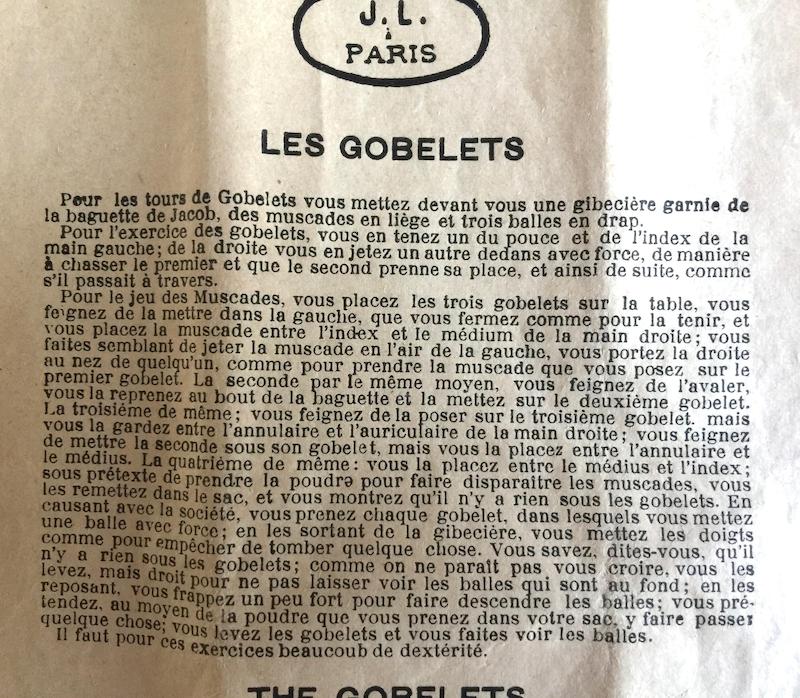 J. L.
à
PARIS
LES GOBELETS
Pour les tours de Gobelets vous mettez devant vous une gibecière garnie de
la baguette de Jacob, des muscades en liège et trois balles en drap.
Pour l'exercice des gobelets, vous en tenez un du pouce et de l'index de la
main gauche; de la droite vous en jetez un autre dedans avec force, de manière
à chasser le premier et que le second prenne sa place, et ainsi de suite, comme
s'il passait à travers.
Pour le jeu des Muscades, vous placez les trois gobelets sur la table, vous
feignez de la mettre dans la gauche, que vous fermez comme pour la tenir, et
vous placez la muscade entre l'index et le médium de la main droite; vous
faites semblant de jeter la muscade en l'air de la gauche, vous portez la droite
au nez de quelqu'un, comme pour prendre la muscade que vous posez sur le
premier gobelet. La seconde par le même moyen, vous feignez de l'avaler,
vous la reprenez au bout de la baguette et la mettez sur le deuxième gobelet.
La troisième de même; vous feignez de la poser sur le troisième gobelet. mais
vous la gardez entre l'annulaire et l'auriculaire de la main droite; vous feignez
de mettre la seconde sous son gobelet, mais vous la placez entre l'annulaire et
le médius. La quatrième de même: vous la placez entre le médius et l'index;
sous prétexte de prendre la poudre pour faire disparaître les muscades, vous
les remettez dans le sac, et vous montrez qu'il n'y a rien sous les gobelets. En
causant avec la société, vous prenez chaque gobelet, dans lesquels vous mettez
une balle avec force; en les sortant de la gibecière, vous mettez les doigts
comme pour empêcher de tomber quelque chose. Vous savez, dites-vous, qu'il
n'y a rien sous les gobelets; comme on ne paraît pas vous croire, vous les
levez, mais droit pour ne pas laisser voir les balles qui sont au fond; en les
reposant, vous frappez un peu fort pour faire descendre les balles; vous pré-
tendez, au moyen de la poudre que vous prenez dans votre sac, y faire passer
quelque chose; vous levez les gobelets et vous faites voir les balles.
Il faut pour ces exercices beaucoub de dextérité.
THE GOBELETS